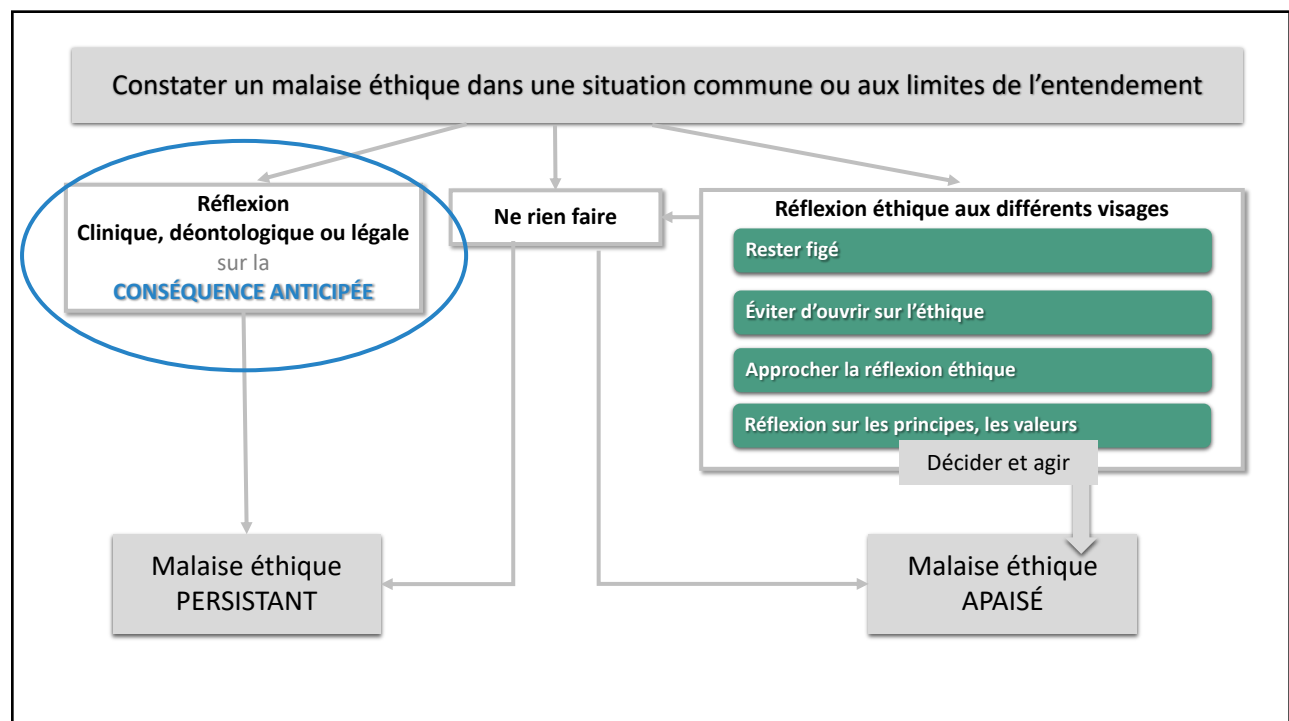 Constater un malaise éthique dans une situation commune ou aux limites de l’entendement
Réflexion
Clinique, déontologique ou légale
sur la
CONSÉQUENCE ANTICIPÉE
Ne rien faire
Réflexion éthique aux différents visages
Rester figé
Éviter d’ouvrir sur l’éthique
Approcher la réflexion éthique
Réflexion sur les principes, les valeurs
Décider et agir
Malaise éthique
PERSISTANT
Malaise éthique
APAISÉ